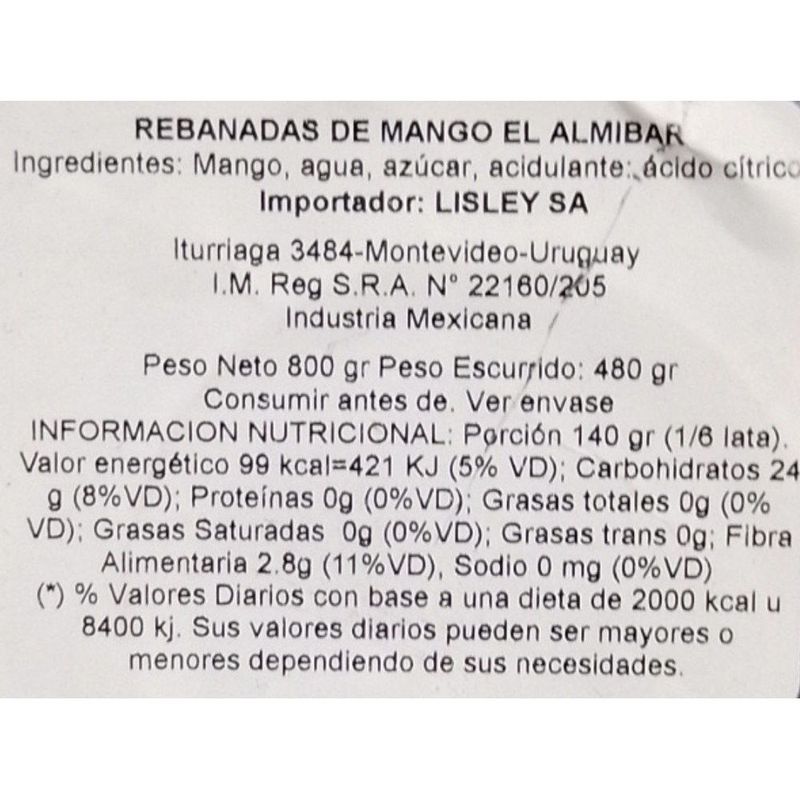 REBANADAS DE MANGO EL ALMIBAR
Ingredientes: Mango, agua, azúcar, acidulante: ácido cítrico
Importador: LISLEY SA
Iturriaga 3484-Montevideo-Uruguay
I.M. Reg S.R.A. N° 22160/205
Industria Mexicana
Peso Neto 800 gr Peso Escurrido: 480 gr
Consumir antes de. Ver envase
INFORMACION NUTRICIONAL: Porción 140 gr (1/6 lata).
Valor energético 99 kcal=421 KJ (5% VD); Carbohidratos 24
g (8%VD); Proteínas 0g (0%VD); Grasas totales 0g (0%
VD); Grasas Saturadas 0g (0%VD); Grasas trans 0g; Fibra
Alimentaria 2.8g (11%VD), Sodio 0 mg (0%VD)
(*) % Valores Diarios con base a una dieta de 2000 kcal u
8400 kj. Sus valores diarios pueden ser mayores o
menores dependiendo de sus necesidades.